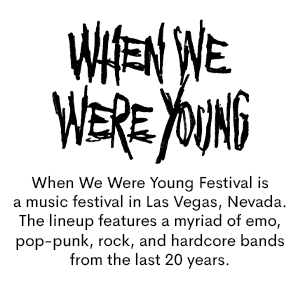 WHEN WE
WERE YOUNG
When We Were Young Festival is
a music festival in Las Vegas, Nevada.
The lineup features a myriad of emo,
pop-punk, rock, and hardcore bands
from the last 20 years.